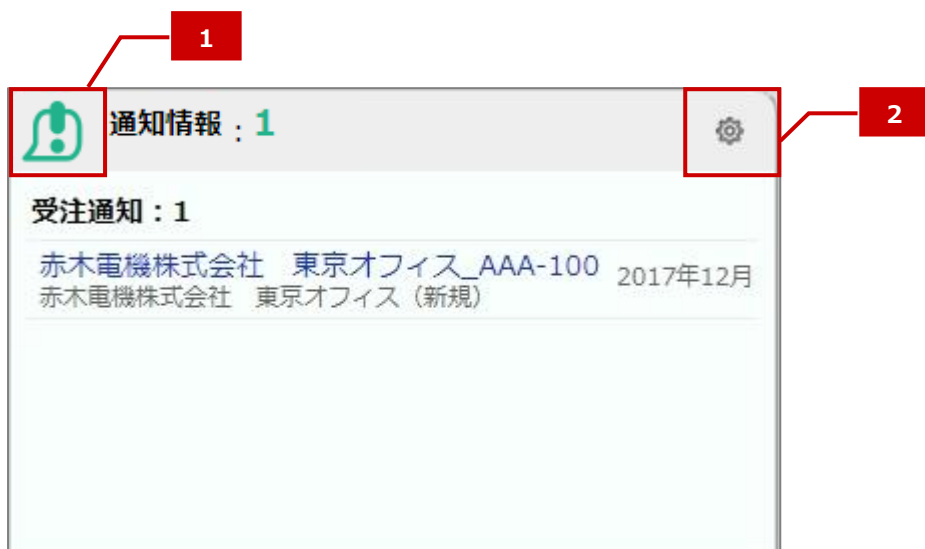 1
通知情報 : 1
2
受注通知：1
赤木電機株式会社　東京オフィス_AAA-100
2017年12月
赤木電機株式会社　東京オフィス（新規）